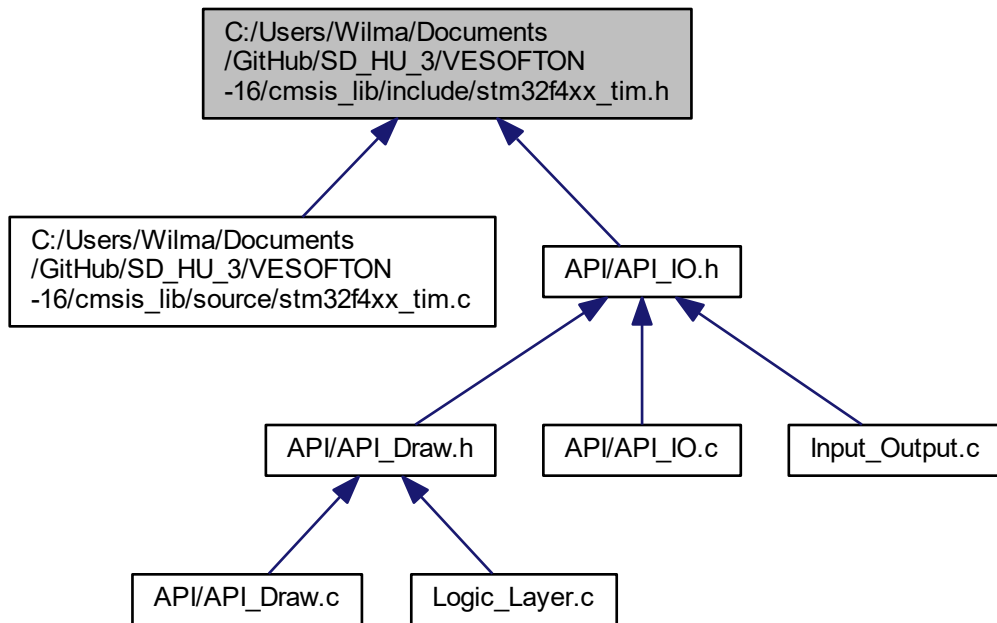 C:/Users/Wilma/Documents
/GitHub/SD_HU_3/VESOFTON
-16/cmsis_lib/include/stm32f4xx_tim.h
C:/Users/Wilma/Documents
/GitHub/SD_HU_3/VESOFTON
-16/cmsis_lib/source/stm32f4xx_tim.c
API/API_IO.h
API/API_Draw.h
API/API_IO.c
Input_Output.c
API/API_Draw.c
Logic_Layer.c